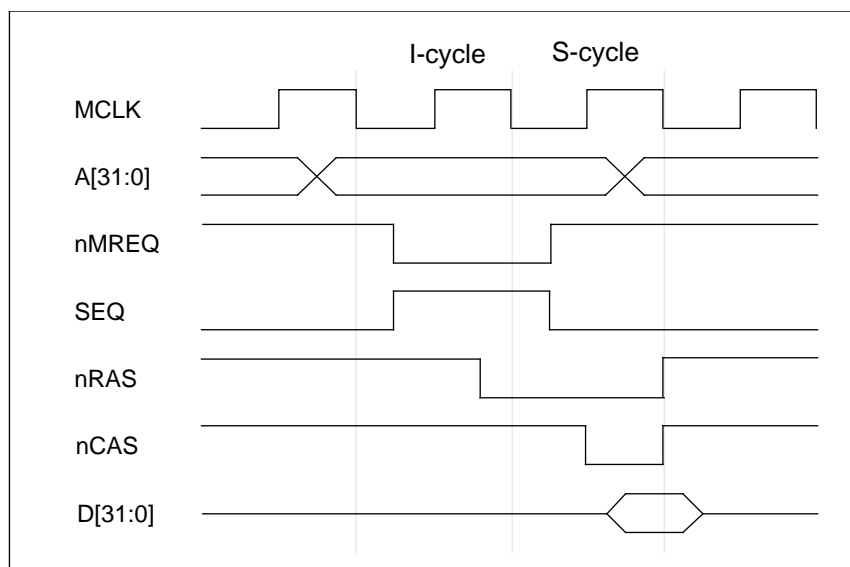 I-cycle S-cycle
MCLK
A[31:0]
nMREQ
SEQ
nRAS
nCAS
D[31:0]